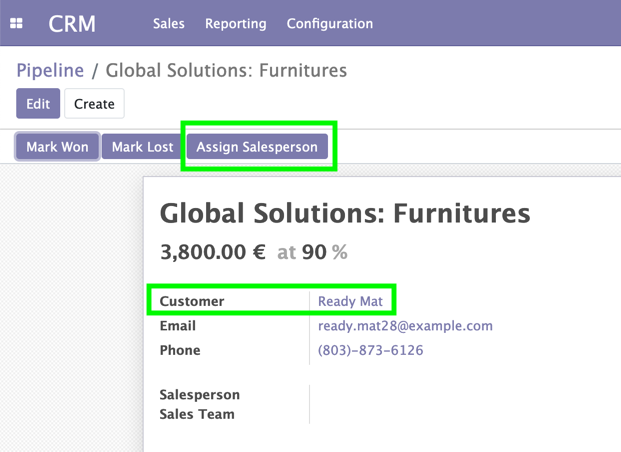 CRM Sales Reporting Configuration
Pipeline / Global Solutions: Furnitures
Edit Create
Mark Won Mark Lost Assign Salesperson
Global Solutions: Furnitures
3,800.00 € at 90 %
Customer Ready Mat
Email ready.mat28@example.com
Phone (803)-873-6126
Salesperson
Sales Team